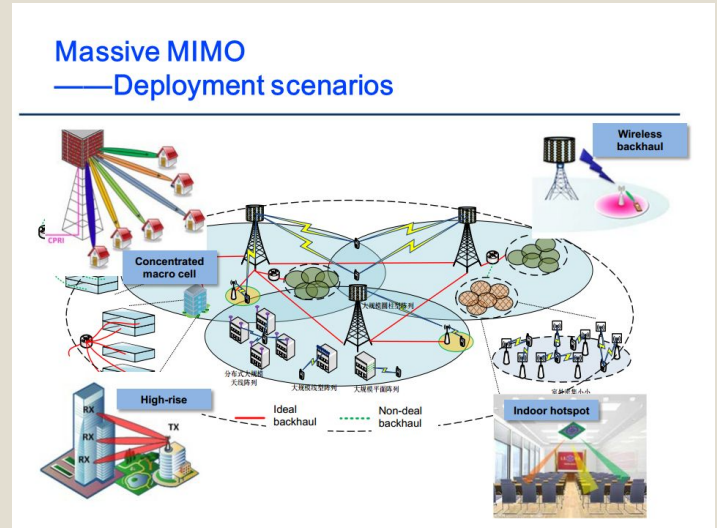 Massive MIMO
——Deployment scenarios
Wireless
backhaul
CPRI
Concentrated
macro cell
大规模圆柱型阵列
分布式大规模
天线阵列
大规模线型阵列
大规模平面阵列
High-rise
RX
TX
RX
RX
Ideal
backhaul
Non-deal
backhaul
Indoor hotspot